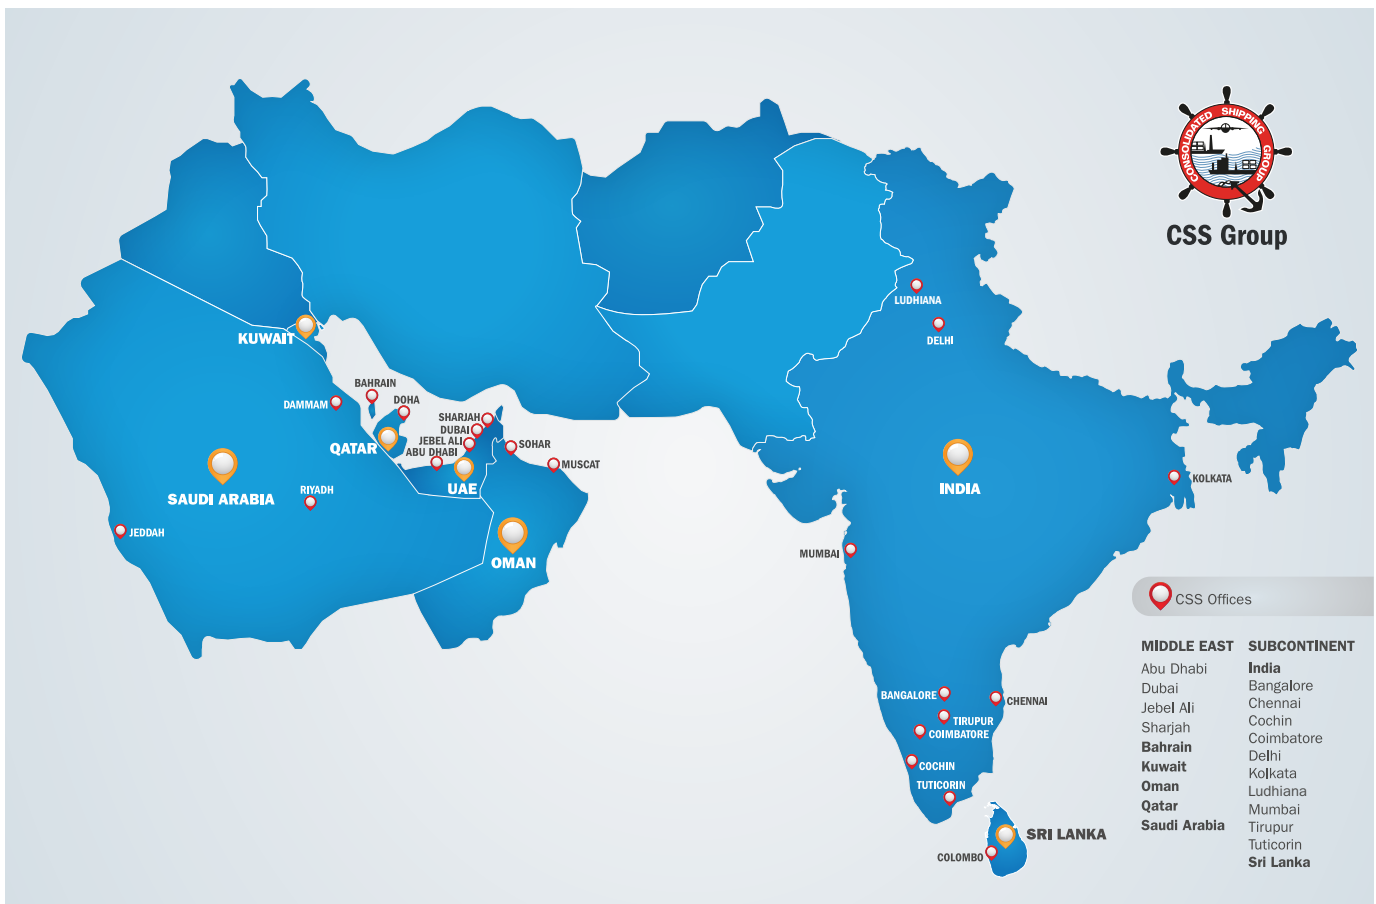 CONSOLIDATED SHIPPING GROUP
CSS Group
LUDHIANA
DELHI
KUWAIT
BAHRAIN
DAMMAM
DOHA
SHARJAH
DUBAI
JEBEL ALI
ABU DHABI
QATAR
SOHAR
MUSCAT
UAE
SAUDI ARABIA
RIYADH
JEDDAH
OMAN
INDIA
KOLKATA
MUMBAI
BANGALORE
CHENNAI
TIRUPUR
COIMBATORE
COCHIN
TUTICORIN
SRI LANKA
COLOMBO
CSS Offices
MIDDLE EAST
Abu Dhabi
Dubai
Jebel Ali
Sharjah
Bahrain
Kuwait
Oman
Qatar
Saudi Arabia
SUBCONTINENT
India
Bangalore
Chennai
Cochin
Coimbatore
Delhi
Kolkata
Ludhiana
Mumbai
Tirupur
Tuticorin
Sri Lanka